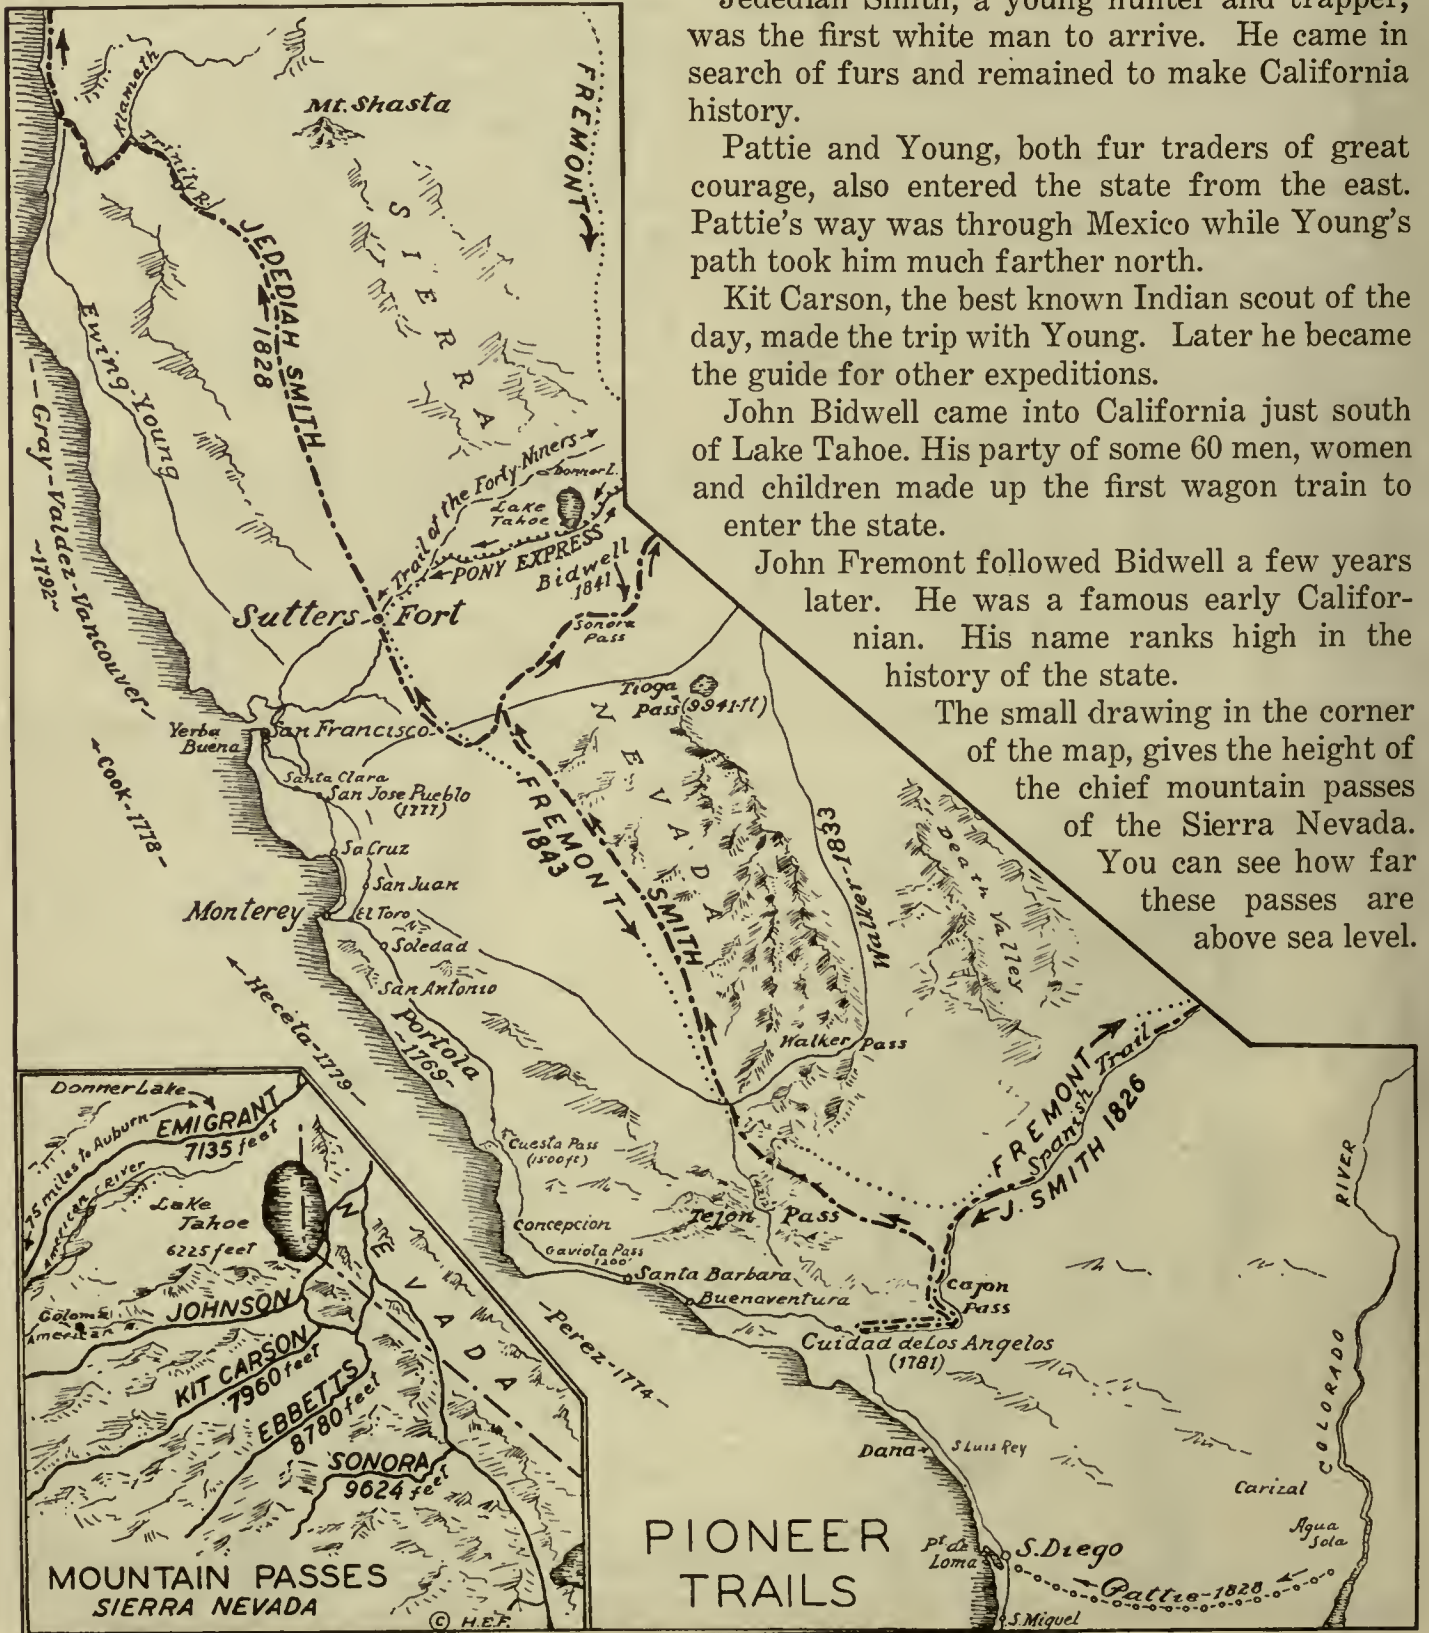 Jedediah Smith, a young hunter and trapper,
was the first white man to arrive. He came in
search of furs and remained to make California
history.
Pattie and Young, both fur traders of great
courage, also entered the state from the east.
Pattie's way was through Mexico while Young's
path took him much farther north.
Kit Carson, the best known Indian scout of the
day, made the trip with Young. Later he became
the guide for other expeditions.
John Bidwell came into California just south
of Lake Tahoe. His party of some 60 men, women
and children made up the first wagon train to
enter the state.
John Fremont followed Bidwell a few years
later. He was a famous early Califor-
nian. His name ranks high in the
history of the state.
The small drawing in the corner
of the map, gives the height of
the chief mountain passes
of the Sierra Nevada.
You can see how far
these passes are
above sea level.
Klamath
Mt. Shasta
FREMONT
Trinity R.
SIERRA
JEDEDIAH SMITH
1828
Ewing Young
--Gray-Valdez-Vancouver-
~1792~
Trail of the Forty-Niners
Donner L.
Lake
Tahoe
PONY EXPRESS
Bidwell
1841
Sutters Fort
Sonora
Pass
Tioga
Pass (9941-ft)
NEVADA
Yerba
Buena
San Francisco
Cook-1778-
Santa Clara
San Jose Pueblo
(1777)
FREMONT
1843
SMITH
Walker-1833
Death Valley
Sa Cruz
San Juan
Monterey
El Toro
Soledad
San Antonio
Heceta-1779-
Portola
-1769-
Walker Pass
FREMONT
Spanish Trail
J. SMITH 1826
Cuesta Pass
(1500ft)
Tejon Pass
Concepcion
Gaviota Pass
1200'
Santa Barbara
Buenaventura
Cajon
Pass
Cuidad de Los Angelos
(1781)
-Perez-1774-
COLORADO RIVER
Dana
S Luis Rey
Carizal
Agua
Sola
Pt de
Loma
S. Diego
Pattie-1828
S. Miguel
PIONEER
TRAILS
Donner Lake
75 miles to Auburn
EMIGRANT
7135 feet
American River
Lake
Tahoe
6225 feet
NEVADA
JOHNSON
Coloma
American R.
KIT CARSON
7960 feet
EBBETTS
8780 feet
SONORA
9624 feet
MOUNTAIN PASSES
SIERRA NEVADA
© H.E.F.